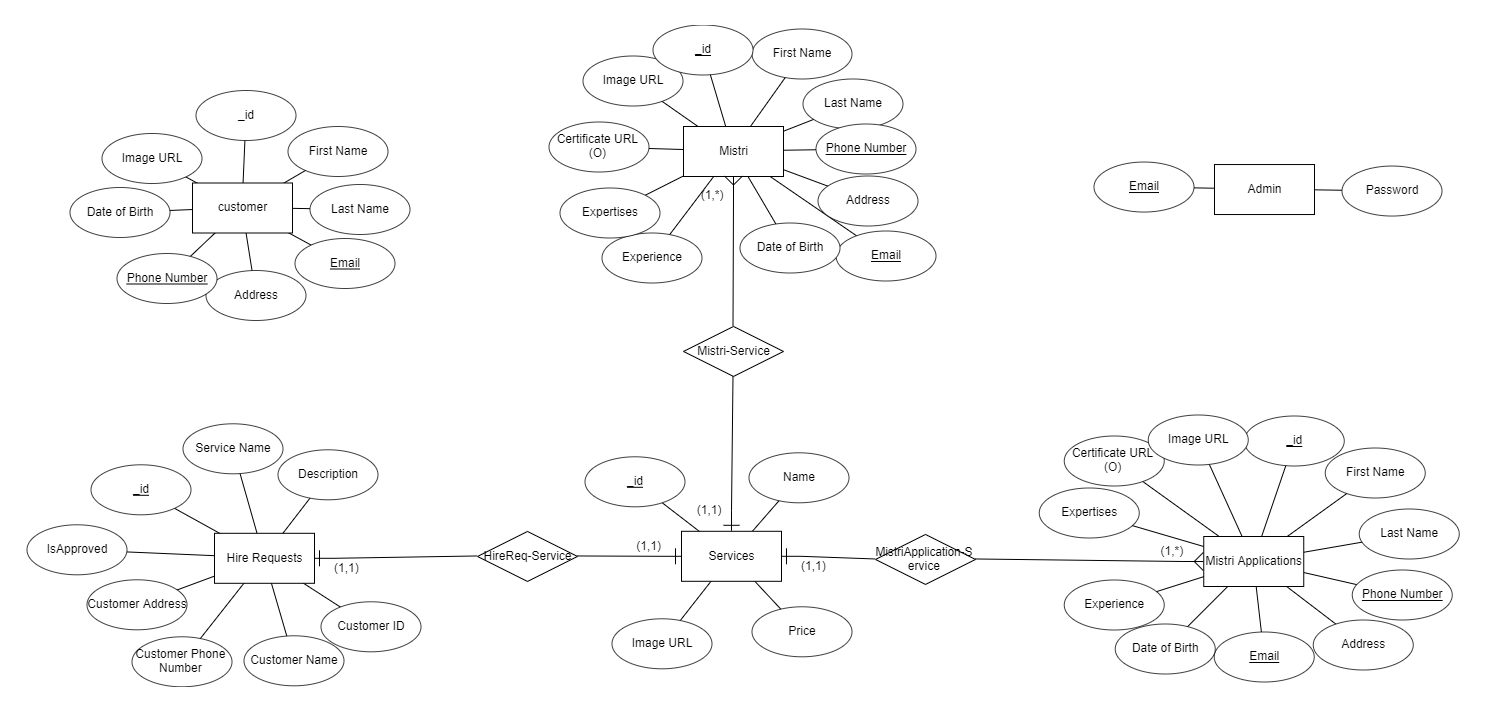 _id
Image URL
First Name
Date of Birth
customer
Last Name
Phone Number
Address
Email
_id
First Name
Image URL
Last Name
Certificate URL
(O)
Mistri
Phone Number
Expertises
(1,*)
Address
Experience
Date of Birth
Email
Email
Admin
Password
Mistri-Service
Service Name
_id
Description
IsApproved
Hire Requests
(1,1)
Customer Address
Customer ID
Customer Phone
Number
Customer Name
HireReq-Service
(1,1)
_id
Name
(1,1)
Services
(1,1)
Image URL
Price
MistriApplication-S
ervice
(1,*)
Image URL
_id
Certificate URL
(O)
First Name
Expertises
Last Name
Mistri Applications
Experience
Phone Number
Date of Birth
Email
Address